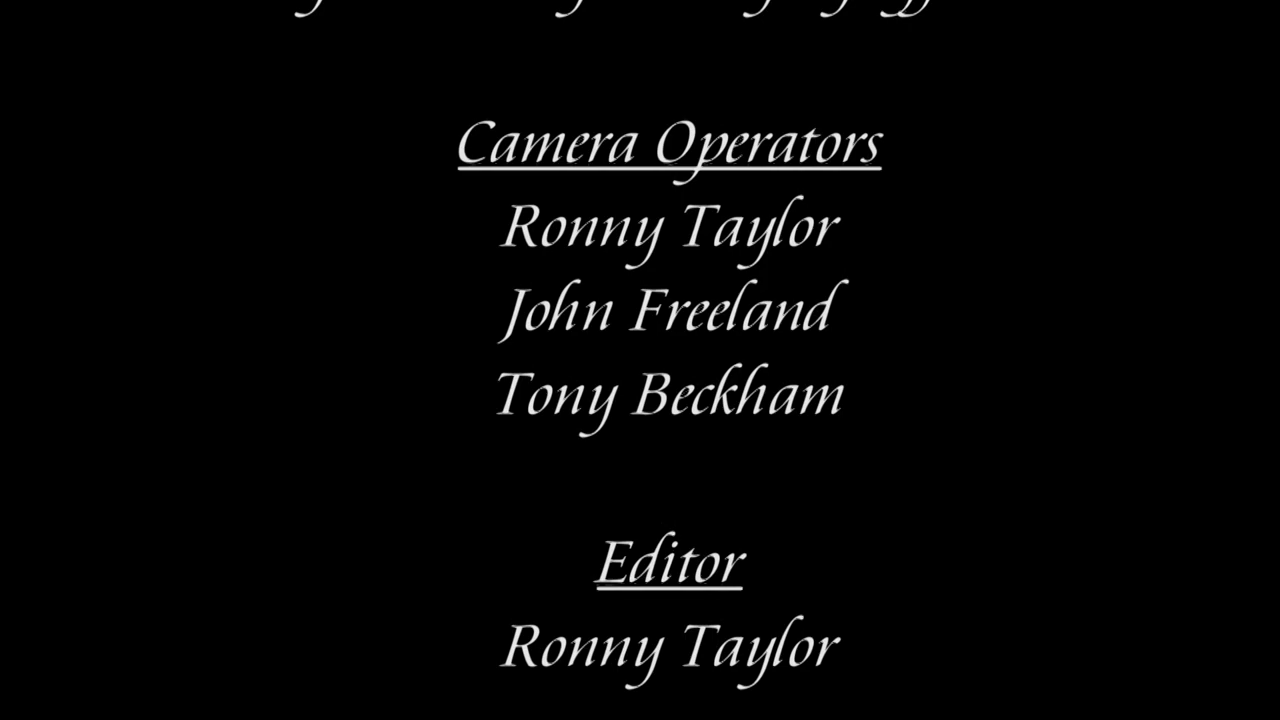 Camera Operators
Ronny Taylor
John Freeland
Tony Beckham
Editor
Ronny Taylor